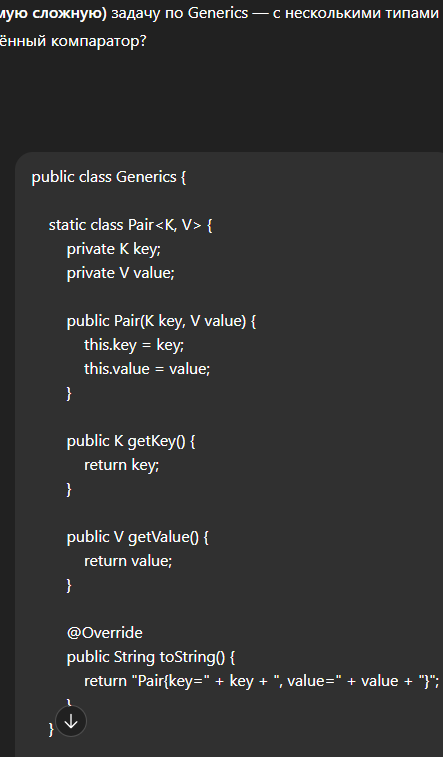 мую сложную) задачу по Generics — с несколькими типами
ённый компаратор?
public class Generics {
static class Pair<K, V> {
private K key;
private V value;
public Pair(K key, V value) {
this.key = key;
this.value = value;
}
public K getKey() {
return key;
}
public V getValue() {
return value;
}
@Override
public String toString() {
return "Pair{key=" + key + ", value=" + value + "}";
}
}